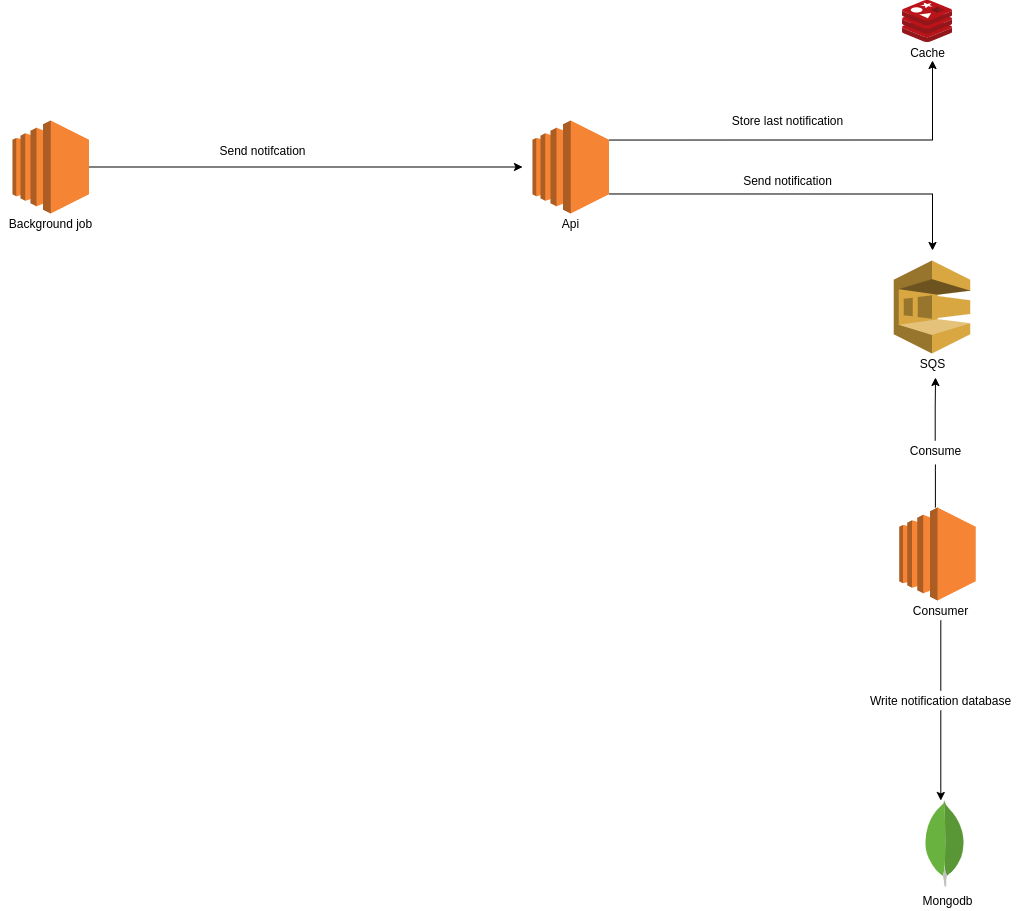 Cache
Store last notification
Send notifcation
Send notification
Background job
Api
SQS
Consume
Consumer
Write notification database
Mongodb